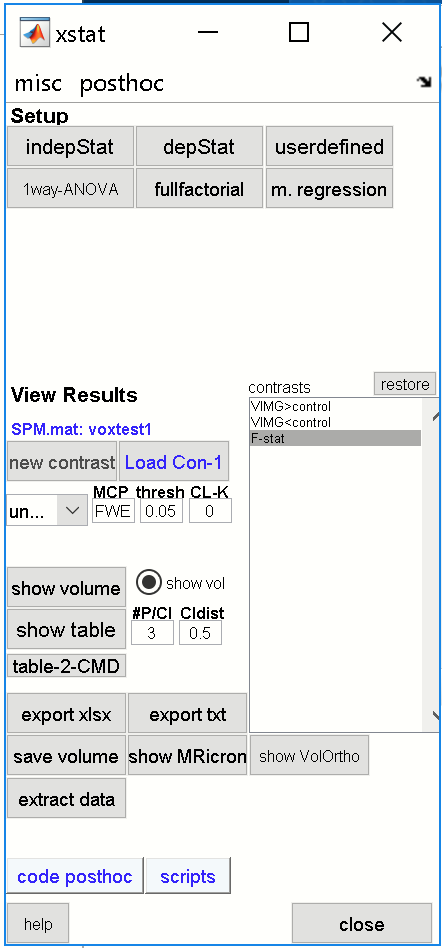 xstat
misc posthoc
Setup
indepStat depStat userdefined
1way-ANOVA fullfactorial m. regression
View Results
contrasts restore
SPM.mat: voxtest1
VIMG>control
VIMG<control
F-stat
new contrast Load Con-1
MCP thresh CL-K
un... FWE 0.05 0
show volume show vol
#P/Cl Cldist
show table 3 0.5
table-2-CMD
export xlsx export txt
save volume show MRicron show VolOrtho
extract data
code posthoc scripts
help close